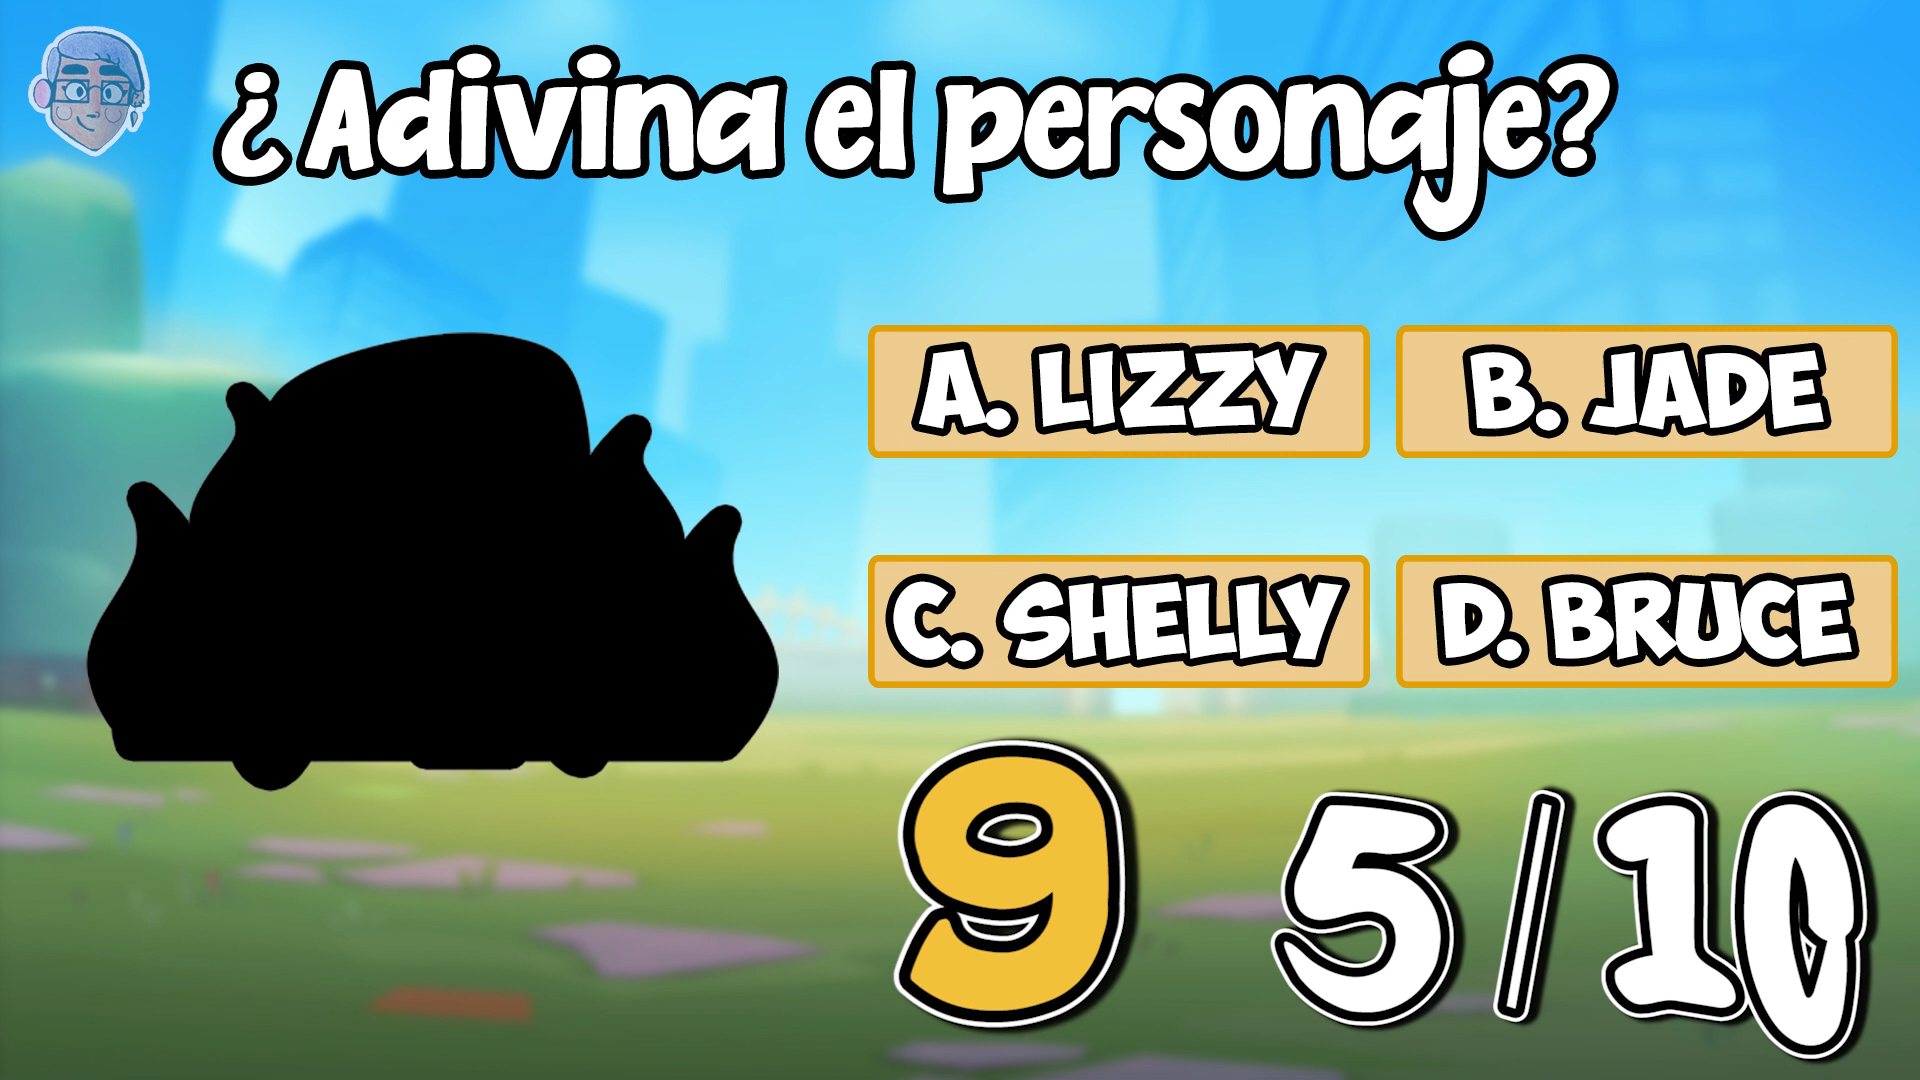 ¿Adivina el personaje?
A. LIZZY
B. JADE
C. SHELLY
D. BRUCE
9
5/10